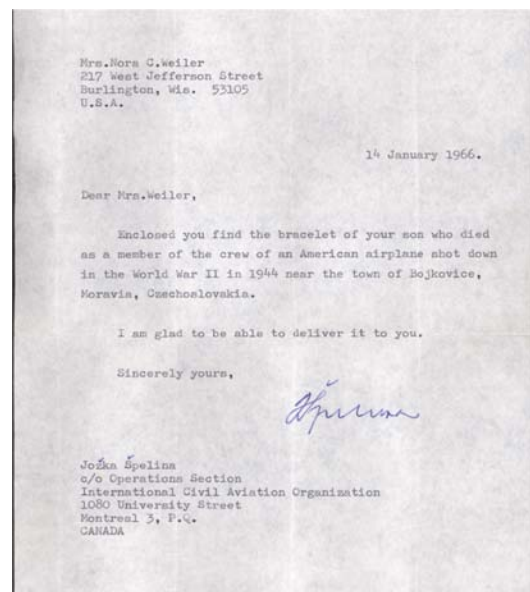 Mrs.Nora C.Weiler
217 West Jefferson Street
Burlington, Wis. 53105
U.S.A.
14 January 1966.
Dear Mrs.Weiler,
Enclosed you find the bracelet of your son who died
as a member of the crew of an American airplane shot down
in the World War II in 1944 near the town of Bojkovice,
Moravia, Czechoslovakia.
I am glad to be able to deliver it to you.
Sincerely yours,
Špelina
Jožka Špelina
c/o Operations Section
International Civil Aviation Organization
1080 University Street
Montreal 3, P.Q.
CANADA